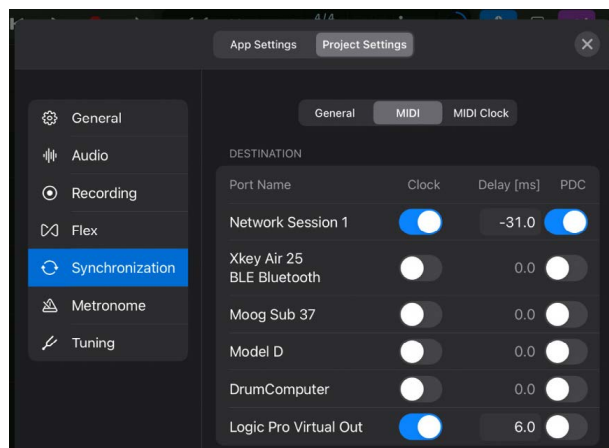 4/4
App Settings Project Settings
General
Audio
Recording
Flex
Synchronization
Metronome
Tuning
General MIDI MIDI Clock
DESTINATION
Port Name Clock Delay [ms] PDC
Network Session 1 -31.0
Xkey Air 25
BLE Bluetooth 0.0
Moog Sub 37 0.0
Model D 0.0
DrumComputer 0.0
Logic Pro Virtual Out 6.0